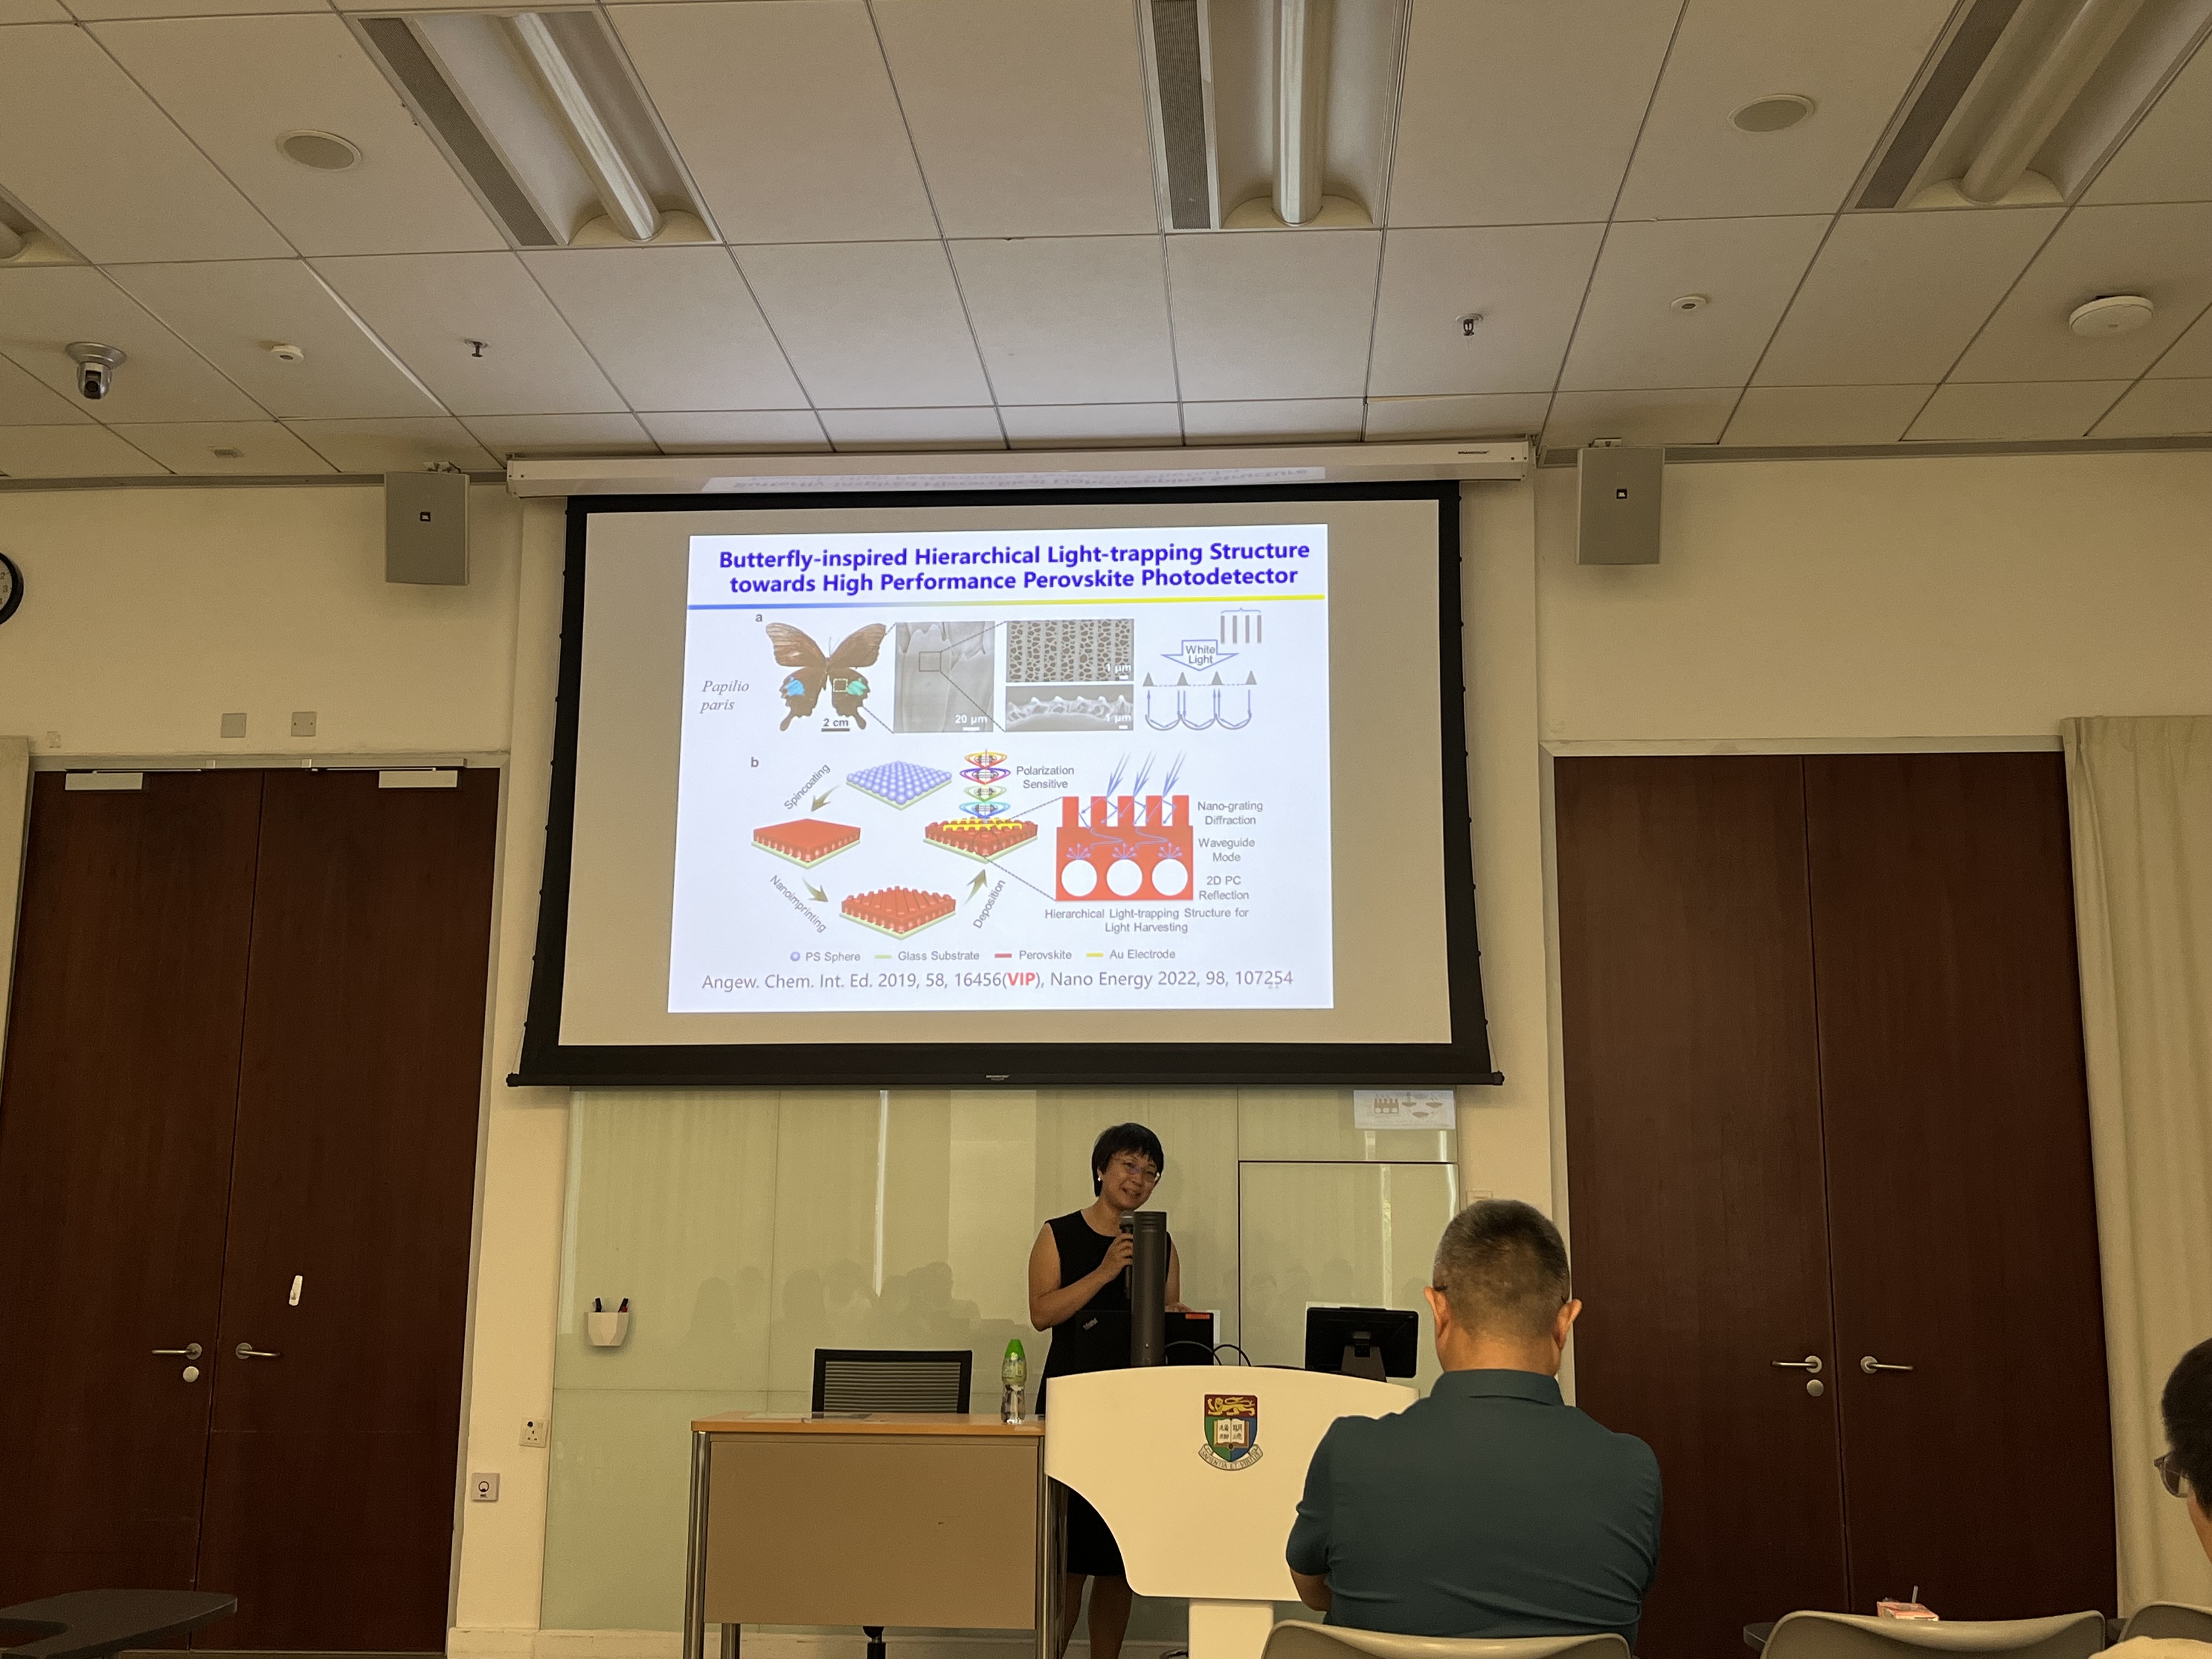 Butterfly-inspired Hierarchical Light-trapping Structure
towards High Performance Perovskite Photodetector
a
Papilio
paris
2 cm
20 μm
1 μm
1 μm
White
Light
b
Spincoating
Nanoimprinting
Deposition
Polarization
Sensitive
Nano-grating
Diffraction
Waveguide
Mode
2D PC
Reflection
Hierarchical Light-trapping Structure for
Light Harvesting
PS Sphere
Glass Substrate
Perovskite
Au Electrode
Angew. Chem. Int. Ed. 2019, 58, 16456(VIP), Nano Energy 2022, 98, 107254